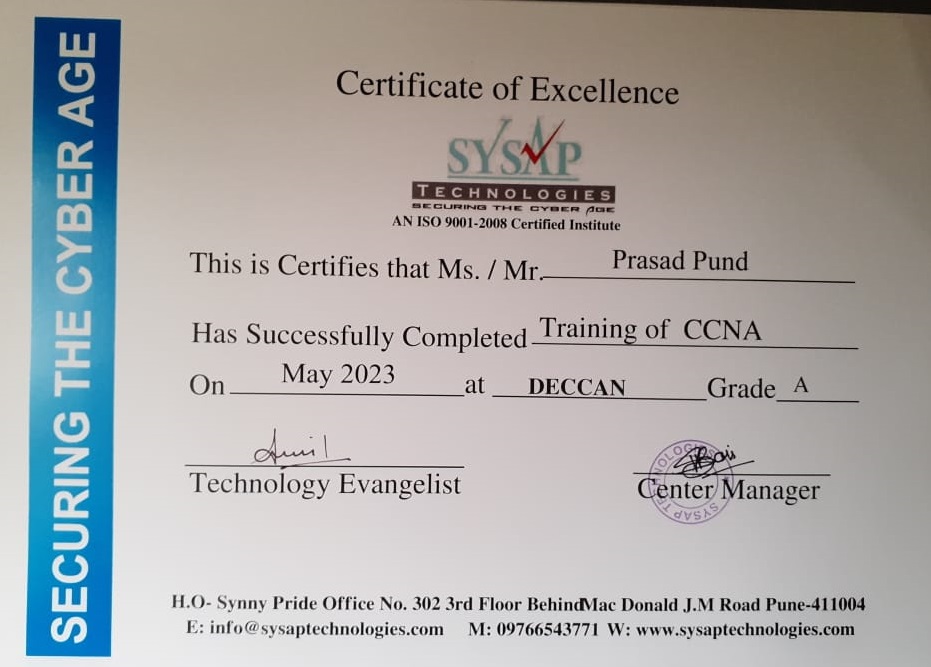 SECURING THE CYBER AGE
Certificate of Excellence
SYSAP
TECHNOLOGIES
SECURING THE CYBER AGE
AN ISO 9001-2008 Certified Institute
This is Certifies that Ms. / Mr. Prasad Pund
Has Successfully Completed Training of CCNA
On May 2023 at DECCAN Grade A
Technology Evangelist
Center Manager
SYSAP TECHNOLOGIES
H.O- Synny Pride Office No. 302 3rd Floor BehindMac Donald J.M Road Pune-411004
E: info@sysaptechnologies.com M: 09766543771 W: www.sysaptechnologies.com